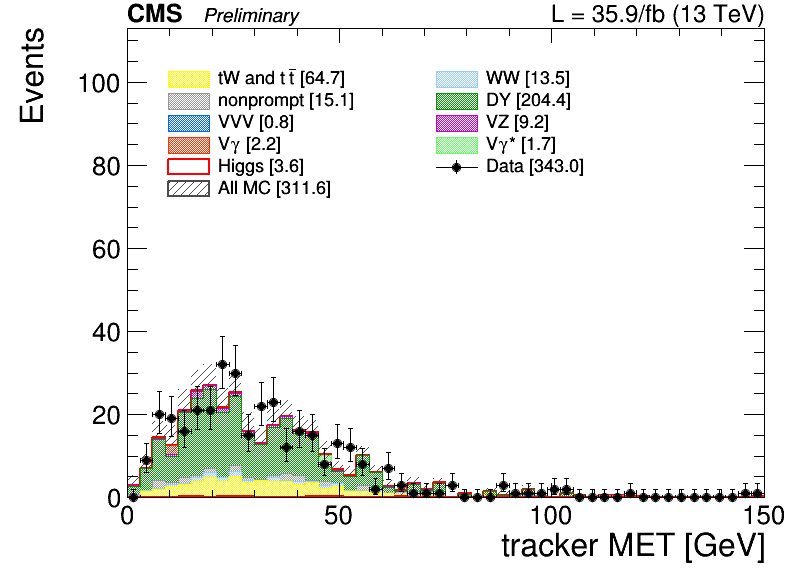 CMS Preliminary L = 35.9/fb (13 TeV)
Events
100
80
60
40
20
0
tW and t t̄ [64.7] WW [13.5]
nonprompt [15.1] DY [204.4]
VVV [0.8] VZ [9.2]
Vγ [2.2] Vγ* [1.7]
Higgs [3.6] Data [343.0]
All MC [311.6]
0 50 100 150
tracker MET [GeV]